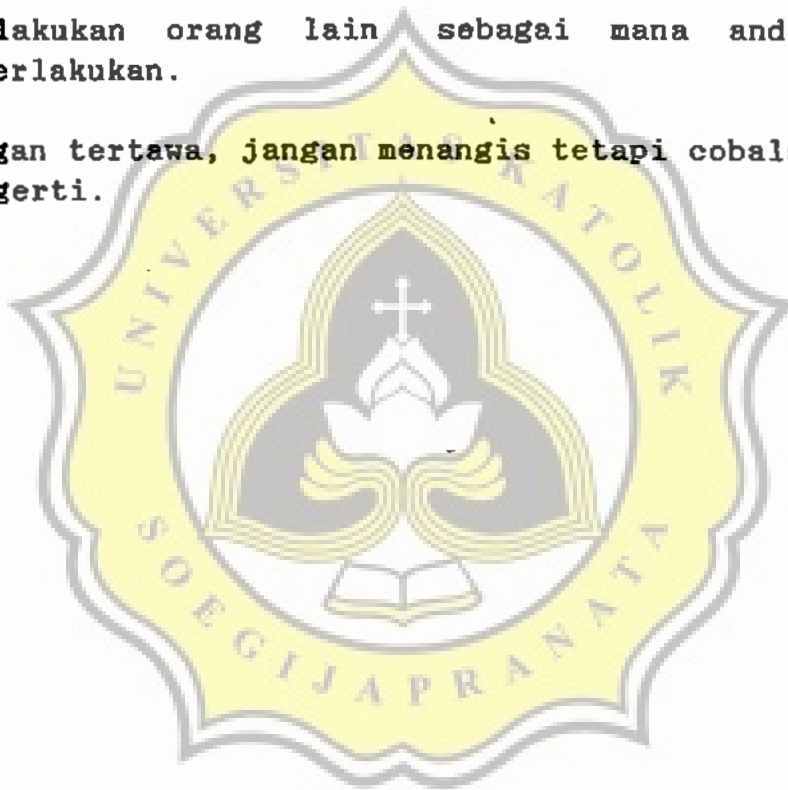 lakukan orang lain sebagai mana and
erlakukan.
gan tertawa, jangan menangis tetapi cobal
gerti.
UNIVERSITAS KATOLIK
SOEGIJAPRANATA